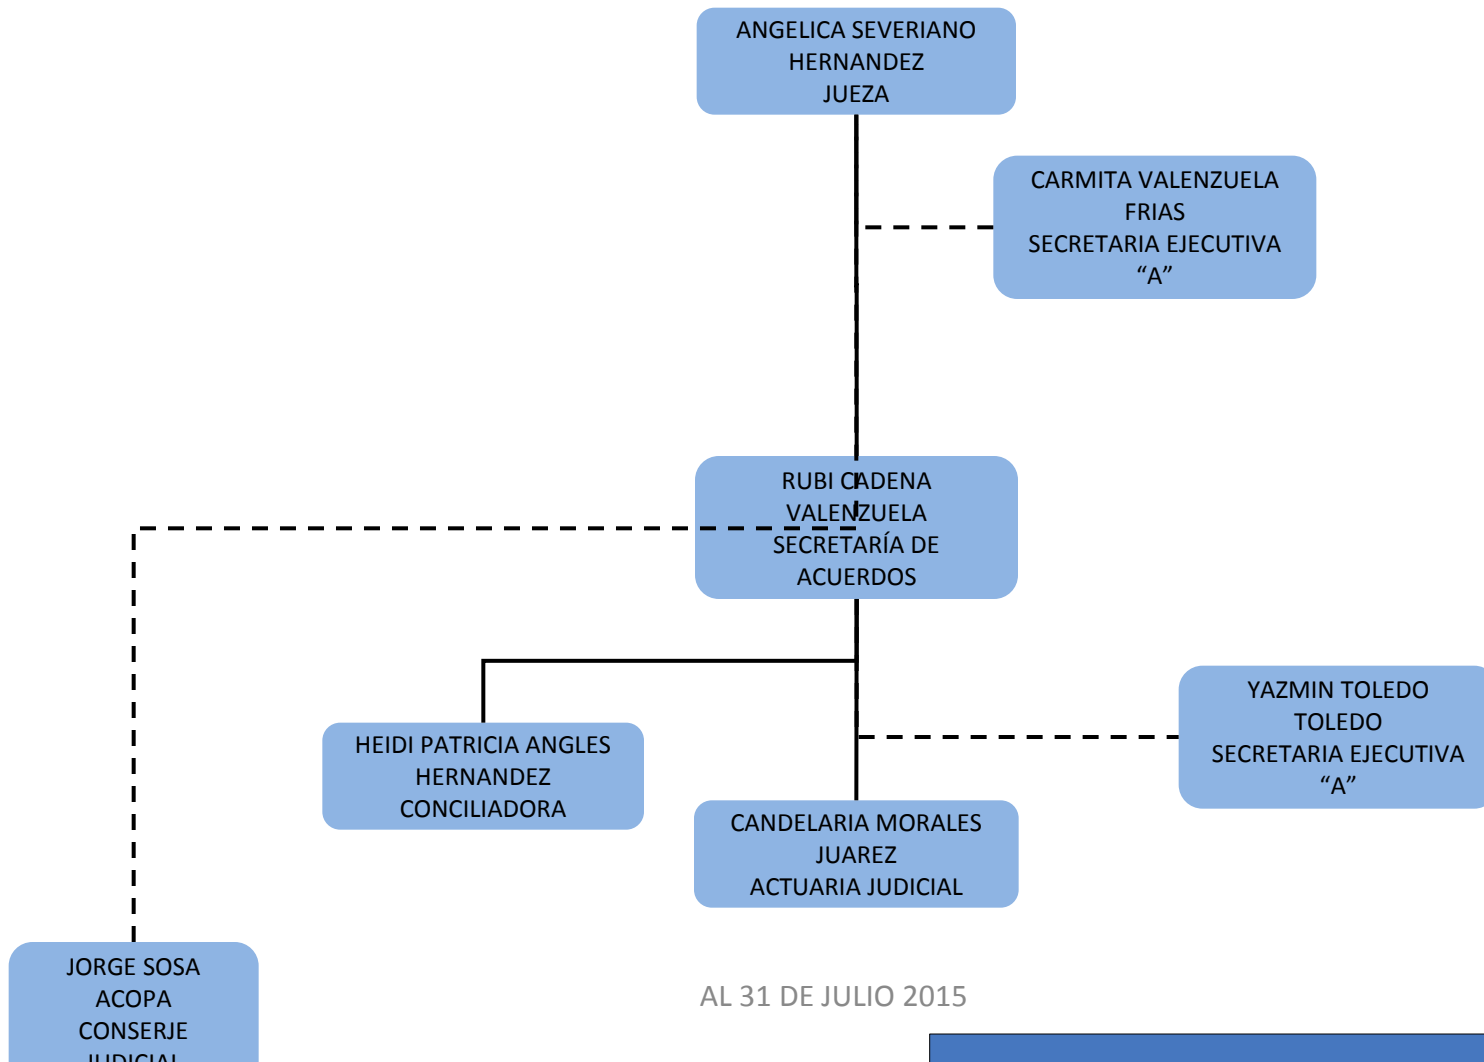 ANGELICA SEVERIANO
HERNANDEZ
JUEZA
CARMITA VALENZUELA
FRIAS
SECRETARIA EJECUTIVA
“A”
RUBI CADENA
VALENZUELA
SECRETARÍA DE
ACUERDOS
YAZMIN TOLEDO
TOLEDO
SECRETARIA EJECUTIVA
“A”
HEIDI PATRICIA ANGLES
HERNANDEZ
CONCILIADORA
CANDELARIA MORALES
JUAREZ
ACTUARIA JUDICIAL
JORGE SOSA
ACOPA
CONSERJE
JUDICIAL
AL 31 DE JULIO 2015